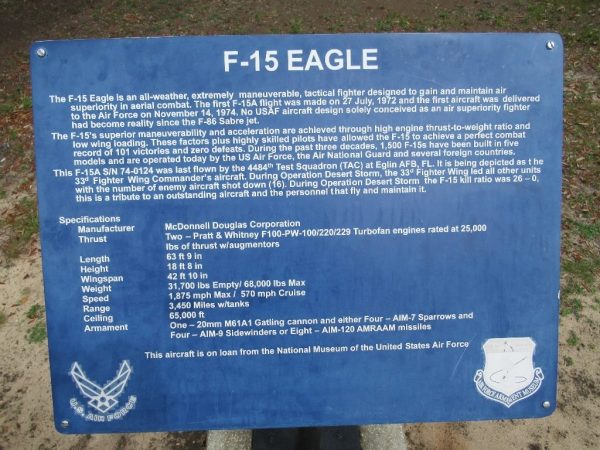 F-15 EAGLE
The F-15 Eagle is an all-weather, extremely maneuverable, tactical fighter designed to gain and maintain air
superiority in aerial combat. The first F-15A flight was made on 27 July, 1972 and the first aircraft was delivered
to the Air Force on November 14, 1974. No USAF aircraft design solely conceived as an air superiority fighter
had become reality since the F-86 Sabre jet.
The F-15's superior maneuverability and acceleration are achieved through high engine thrust-to-weight ratio and
low wing loading. These factors plus highly skilled pilots have allowed the F-15 to achieve a perfect combat
record of 101 victories and zero defeats. During the past three decades, 1,500 F-15s have been built in five
models and are operated today by the US Air Force, the Air National Guard and several foreign countries.
This F-15A S/N 74-0124 was last flown by the 4484th Test Squadron (TAC) at Eglin AFB, FL. It is being depicted as the
33d Fighter Wing Commander's aircraft. During Operation Desert Storm, the 33d Fighter Wing led all other units
with the number of enemy aircraft shot down (16). During Operation Desert Storm the F-15 kill ratio was 26 – 0,
this is a tribute to an outstanding aircraft and the personnel that fly and maintain it.
Specifications
Manufacturer McDonnell Douglas Corporation
Thrust Two – Pratt & Whitney F100-PW-100/220/229 Turbofan engines rated at 25,000
lbs of thrust w/augmentors
Length 63 ft 9 in
Height 18 ft 8 in
Wingspan 42 ft 10 in
Weight 31,700 lbs Empty/ 68,000 lbs Max
Speed 1,875 mph Max / 570 mph Cruise
Range 3,450 Miles w/tanks
Ceiling 65,000 ft
Armament One – 20mm M61A1 Gatling cannon and either Four – AIM-7 Sparrows and
Four – AIM-9 Sidewinders or Eight – AIM-120 AMRAAM missiles
This aircraft is on loan from the National Museum of the United States Air Force
U.S. AIR FORCE
AIR FORCE ARMAMENT MUSEUM